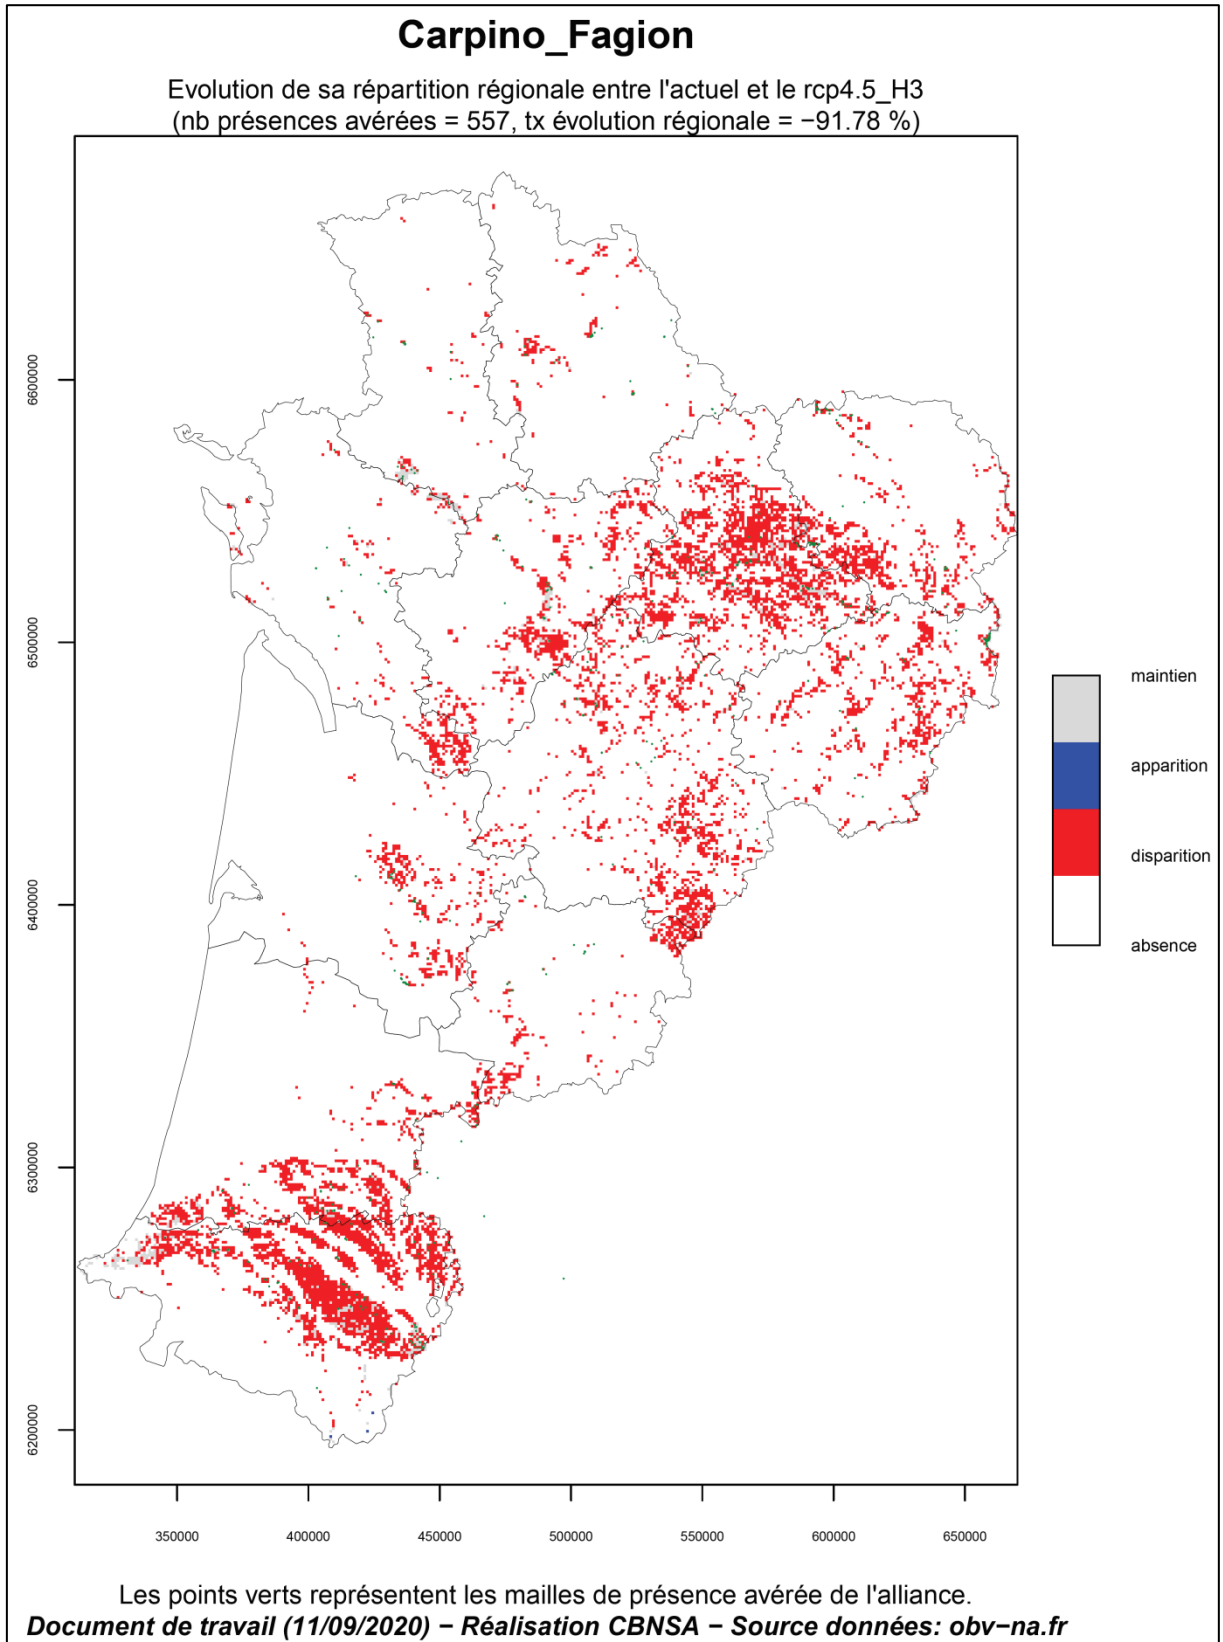 Carpino_Fagion
Evolution de sa répartition régionale entre l'actuel et le rcp4.5_H3
(nb présences avérées = 557, tx évolution régionale = −91.78 %)
6600000
6500000
6400000
6300000
6200000
maintien
apparition
disparition
absence
350000 400000 450000 500000 550000 600000 650000
Les points verts représentent les mailles de présence avérée de l'alliance.
Document de travail (11/09/2020) − Réalisation CBNSA − Source données: obv−na.fr